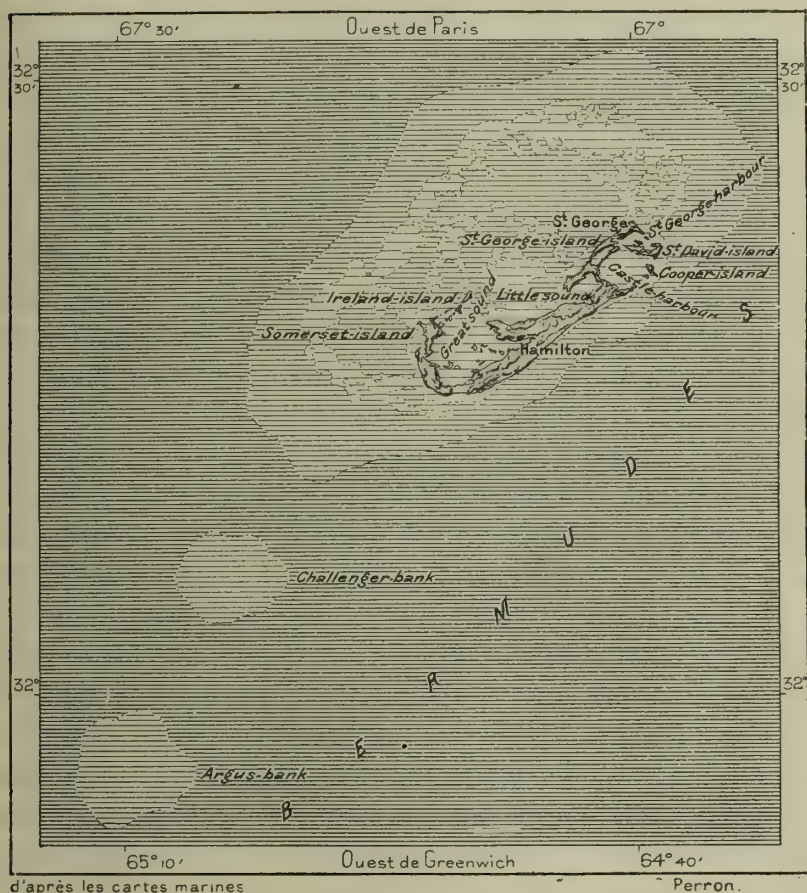 67° 30′ Ouest de Paris 67°
32° 30′ 32° 30′
St George harbour
St George
St George-island
St David-island
Cooper-island
Castle harbour
Little sound
Ireland-island
Great sound
Somerset-island
Hamilton
BERMUDES
Challenger-bank
32° 32°
Argus-bank
65° 10′ Ouest de Greenwich 64° 40′
d'après les cartes marines Perron.